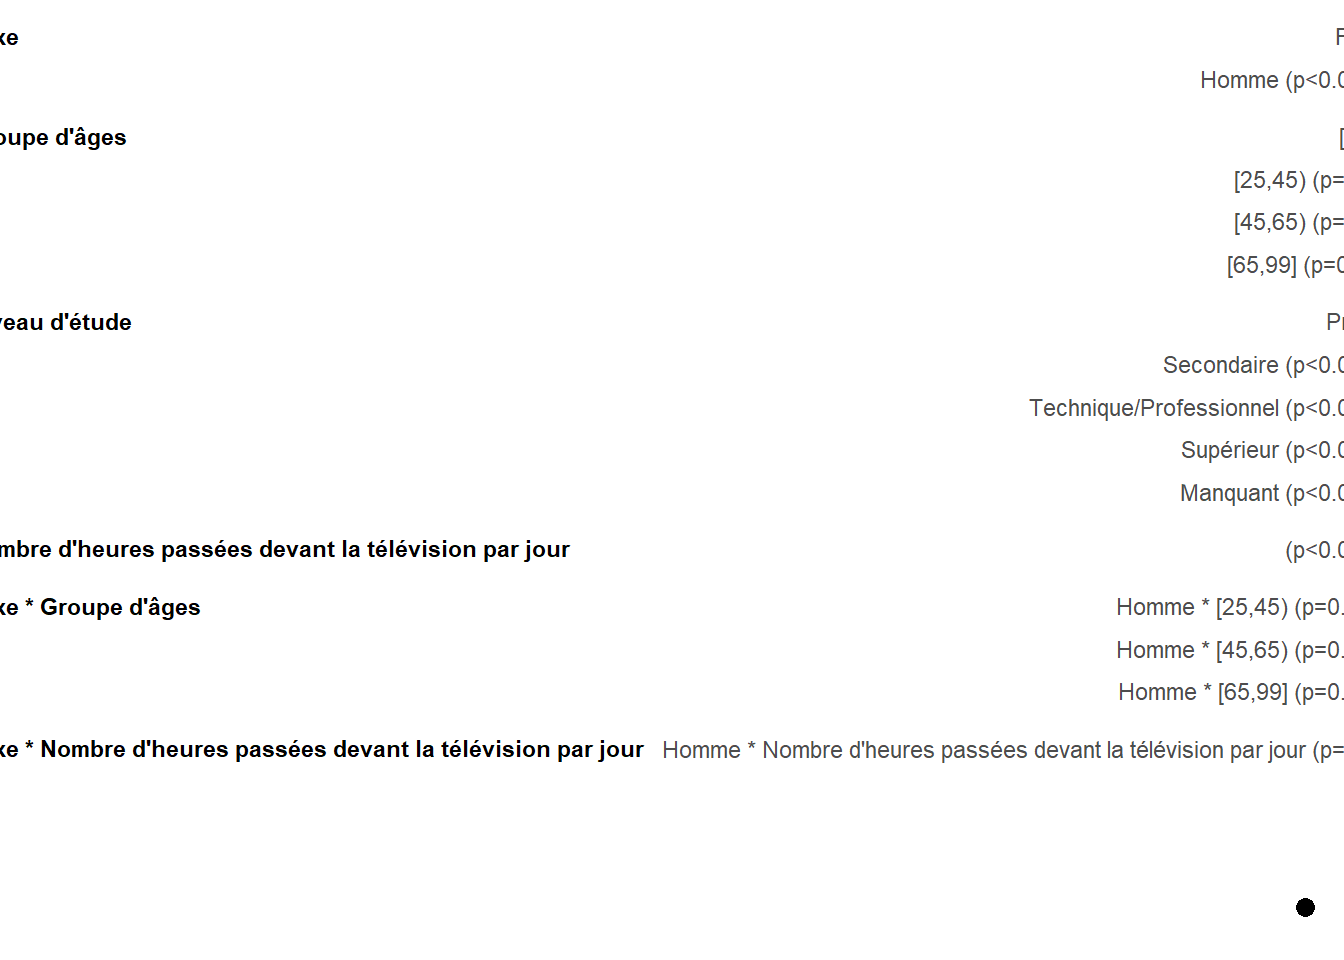 xe F
Homme (p<0.0
oupe d'âges [
[25,45) (p=
[45,65) (p=
[65,99] (p=0
veau d'étude Pr
Secondaire (p<0.0
Technique/Professionnel (p<0.0
Supérieur (p<0.0
Manquant (p<0.0
mbre d'heures passées devant la télévision par jour (p<0.0
xe * Groupe d'âges Homme * [25,45) (p=0.
Homme * [45,65) (p=0.
Homme * [65,99] (p=0.
xe * Nombre d'heures passées devant la télévision par jour Homme * Nombre d'heures passées devant la télévision par jour (p=